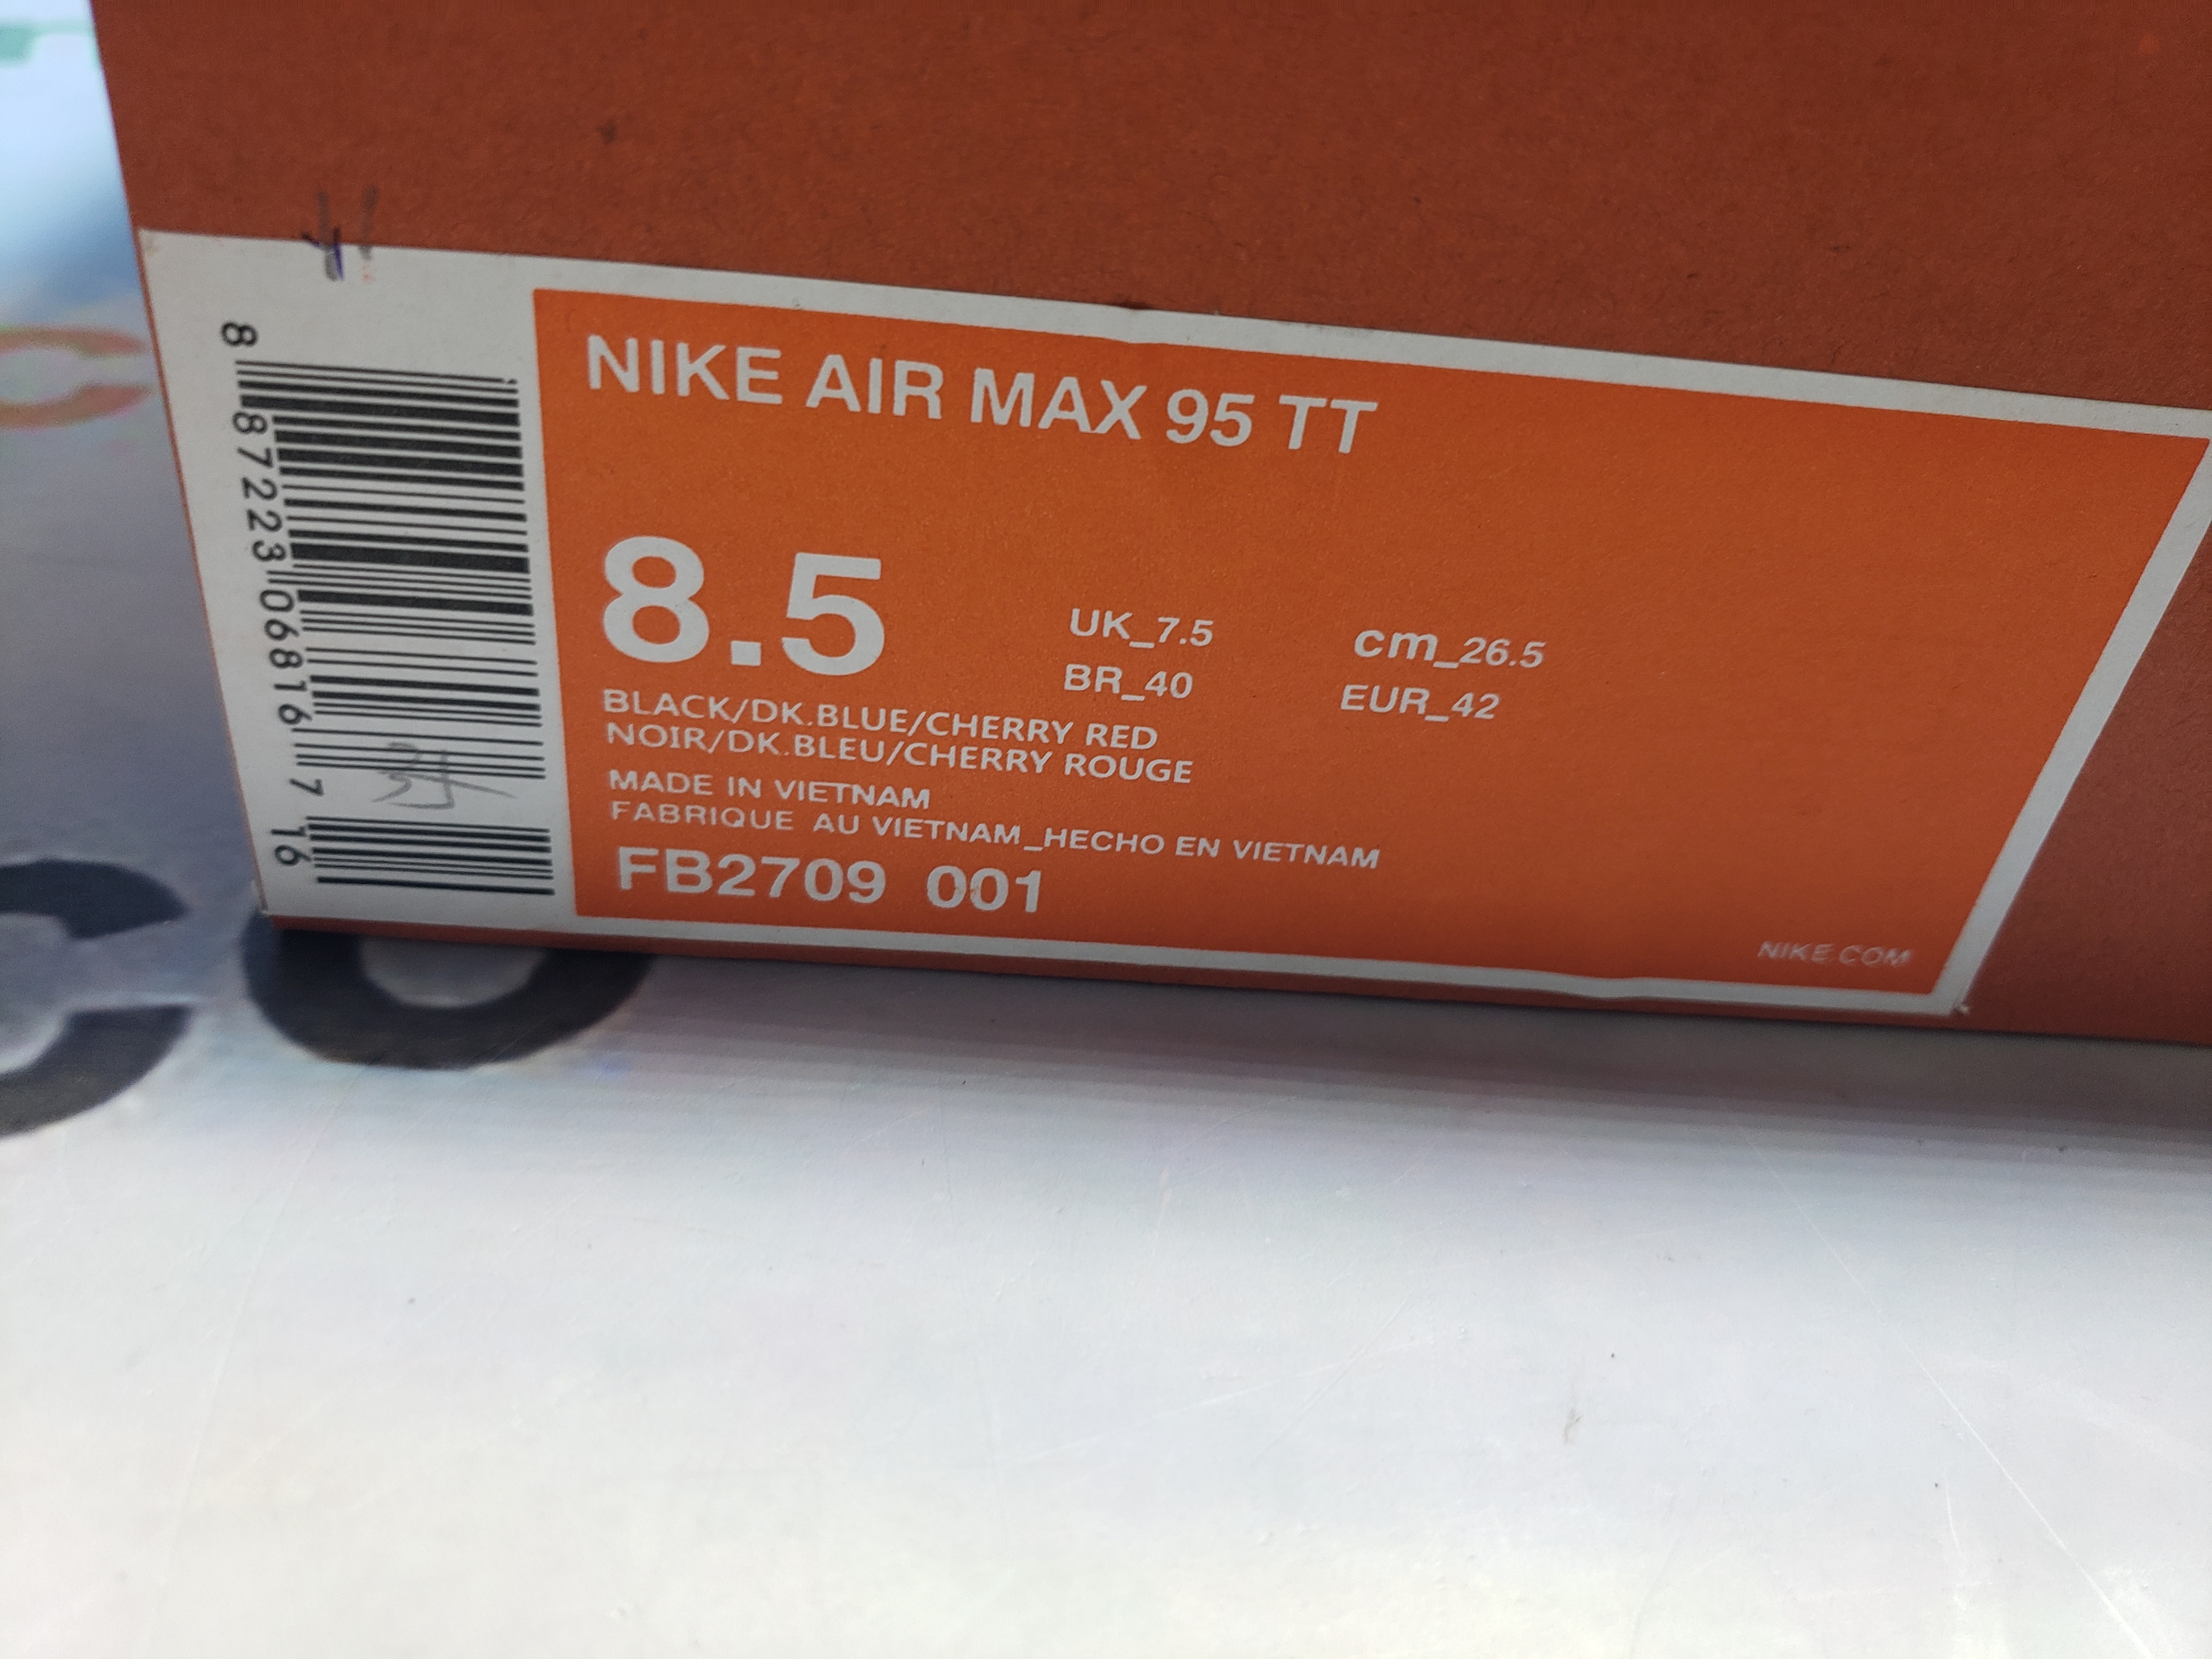 NIKE AIR MAX 95 TT
8.5
UK_7.5
cm_26.5
BR_40
EUR_42
BLACK/DK.BLUE/CHERRY RED
NOIR/DK.BLEU/CHERRY ROUGE
MADE IN VIETNAM
FABRIQUE AU VIETNAM_HECHO EN VIETNAM
FB2709 001
NIKE.COM
8 87223 06816 7 16